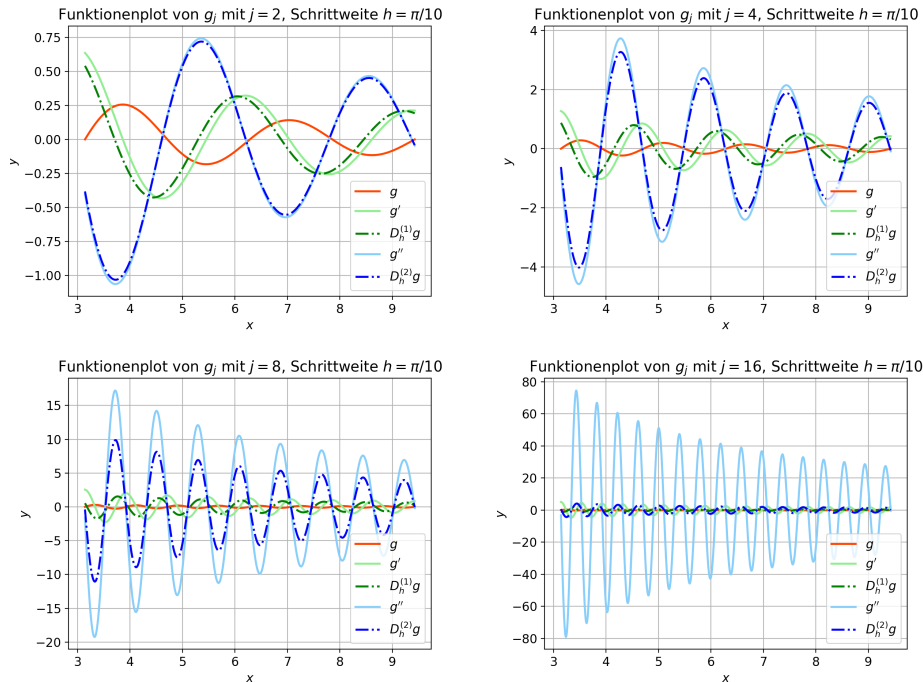 Funktionenplot von g_j mit j = 2, Schrittweite h = π/10
0.75
0.50
0.25
0.00
−0.25
−0.50
−0.75
−1.00
y
g
g′
D_h^(1)g
g″
D_h^(2)g
3 4 5 6 7 8 9
x
Funktionenplot von g_j mit j = 4, Schrittweite h = π/10
4
2
0
−2
−4
y
g
g′
D_h^(1)g
g″
D_h^(2)g
3 4 5 6 7 8 9
x
Funktionenplot von g_j mit j = 8, Schrittweite h = π/10
15
10
5
0
−5
−10
−15
−20
y
g
g′
D_h^(1)g
g″
D_h^(2)g
3 4 5 6 7 8 9
x
Funktionenplot von g_j mit j = 16, Schrittweite h = π/10
80
60
40
20
0
−20
−40
−60
−80
y
g
g′
D_h^(1)g
g″
D_h^(2)g
3 4 5 6 7 8 9
x